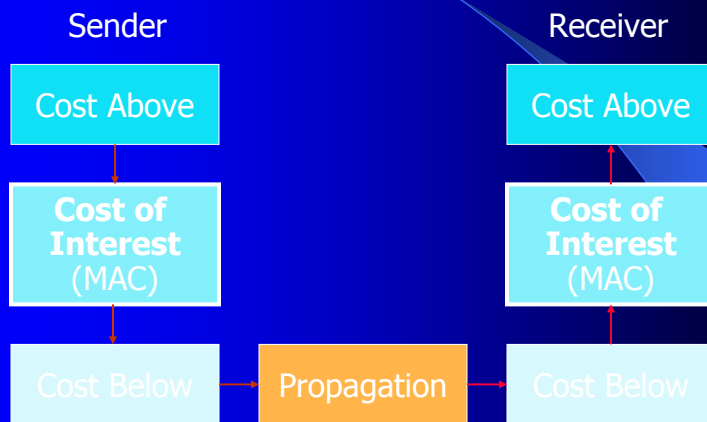 Sender
Receiver
Cost Above
Cost Above
Cost of
Interest
(MAC)
Cost of
Interest
(MAC)
Cost Below
Propagation
Cost Below